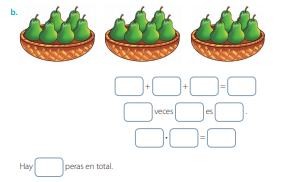 b.
+ + =
veces es .
· =
Hay peras en total.